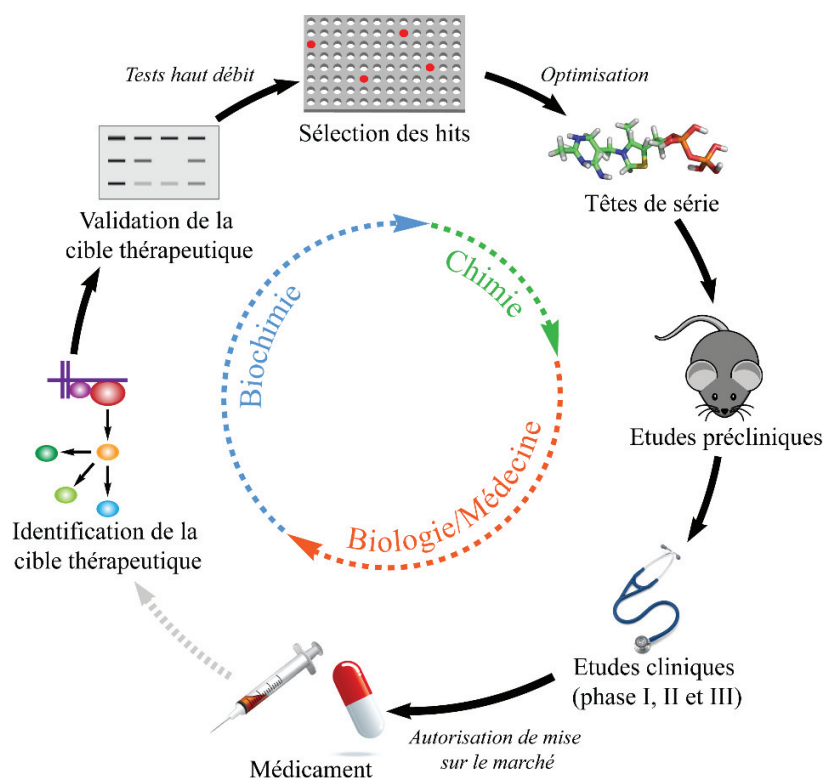 Tests haut débit
Sélection des hits
Optimisation
Têtes de série
Validation de la
cible thérapeutique
Biochimie
Chimie
Biologie/Médecine
Etudes précliniques
Identification de la
cible thérapeutique
Etudes cliniques
(phase I, II et III)
Autorisation de mise
sur le marché
Médicament